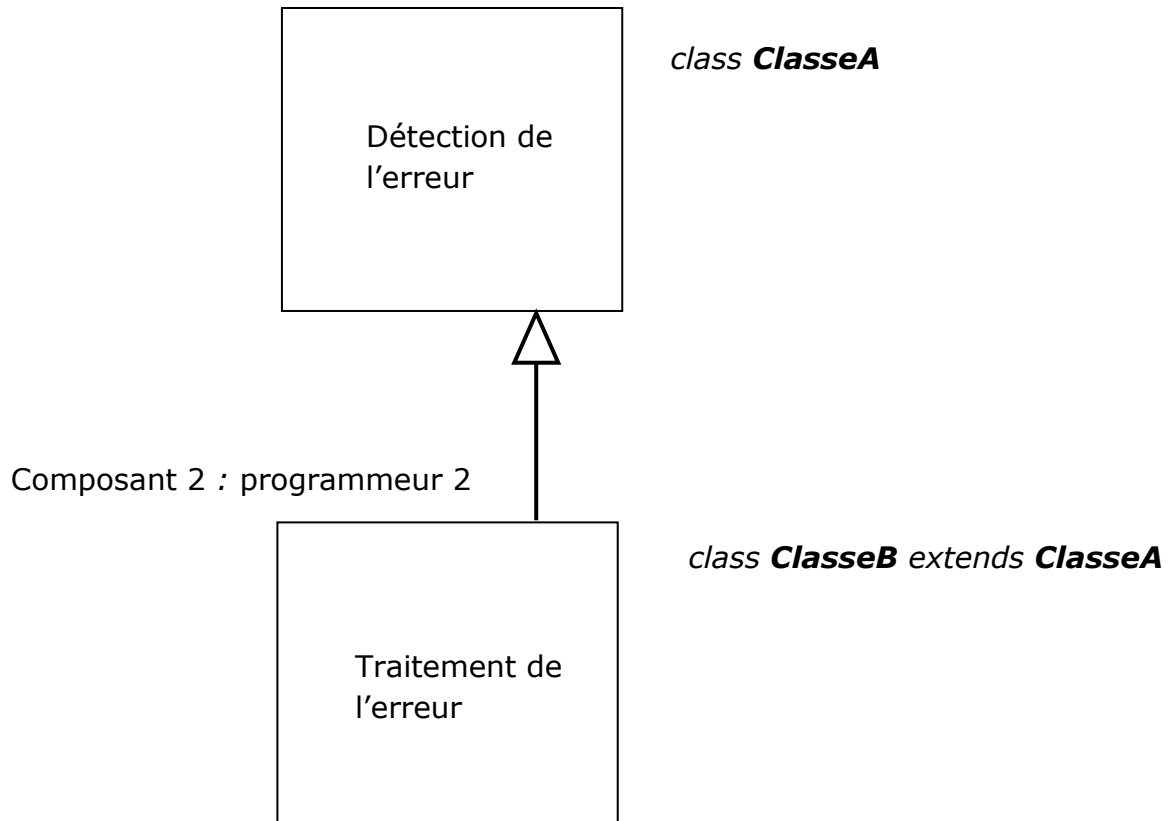 class ClasseA
Détection de
l’erreur
Composant 2 : programmeur 2
class ClasseB extends ClasseA
Traitement de
l’erreur